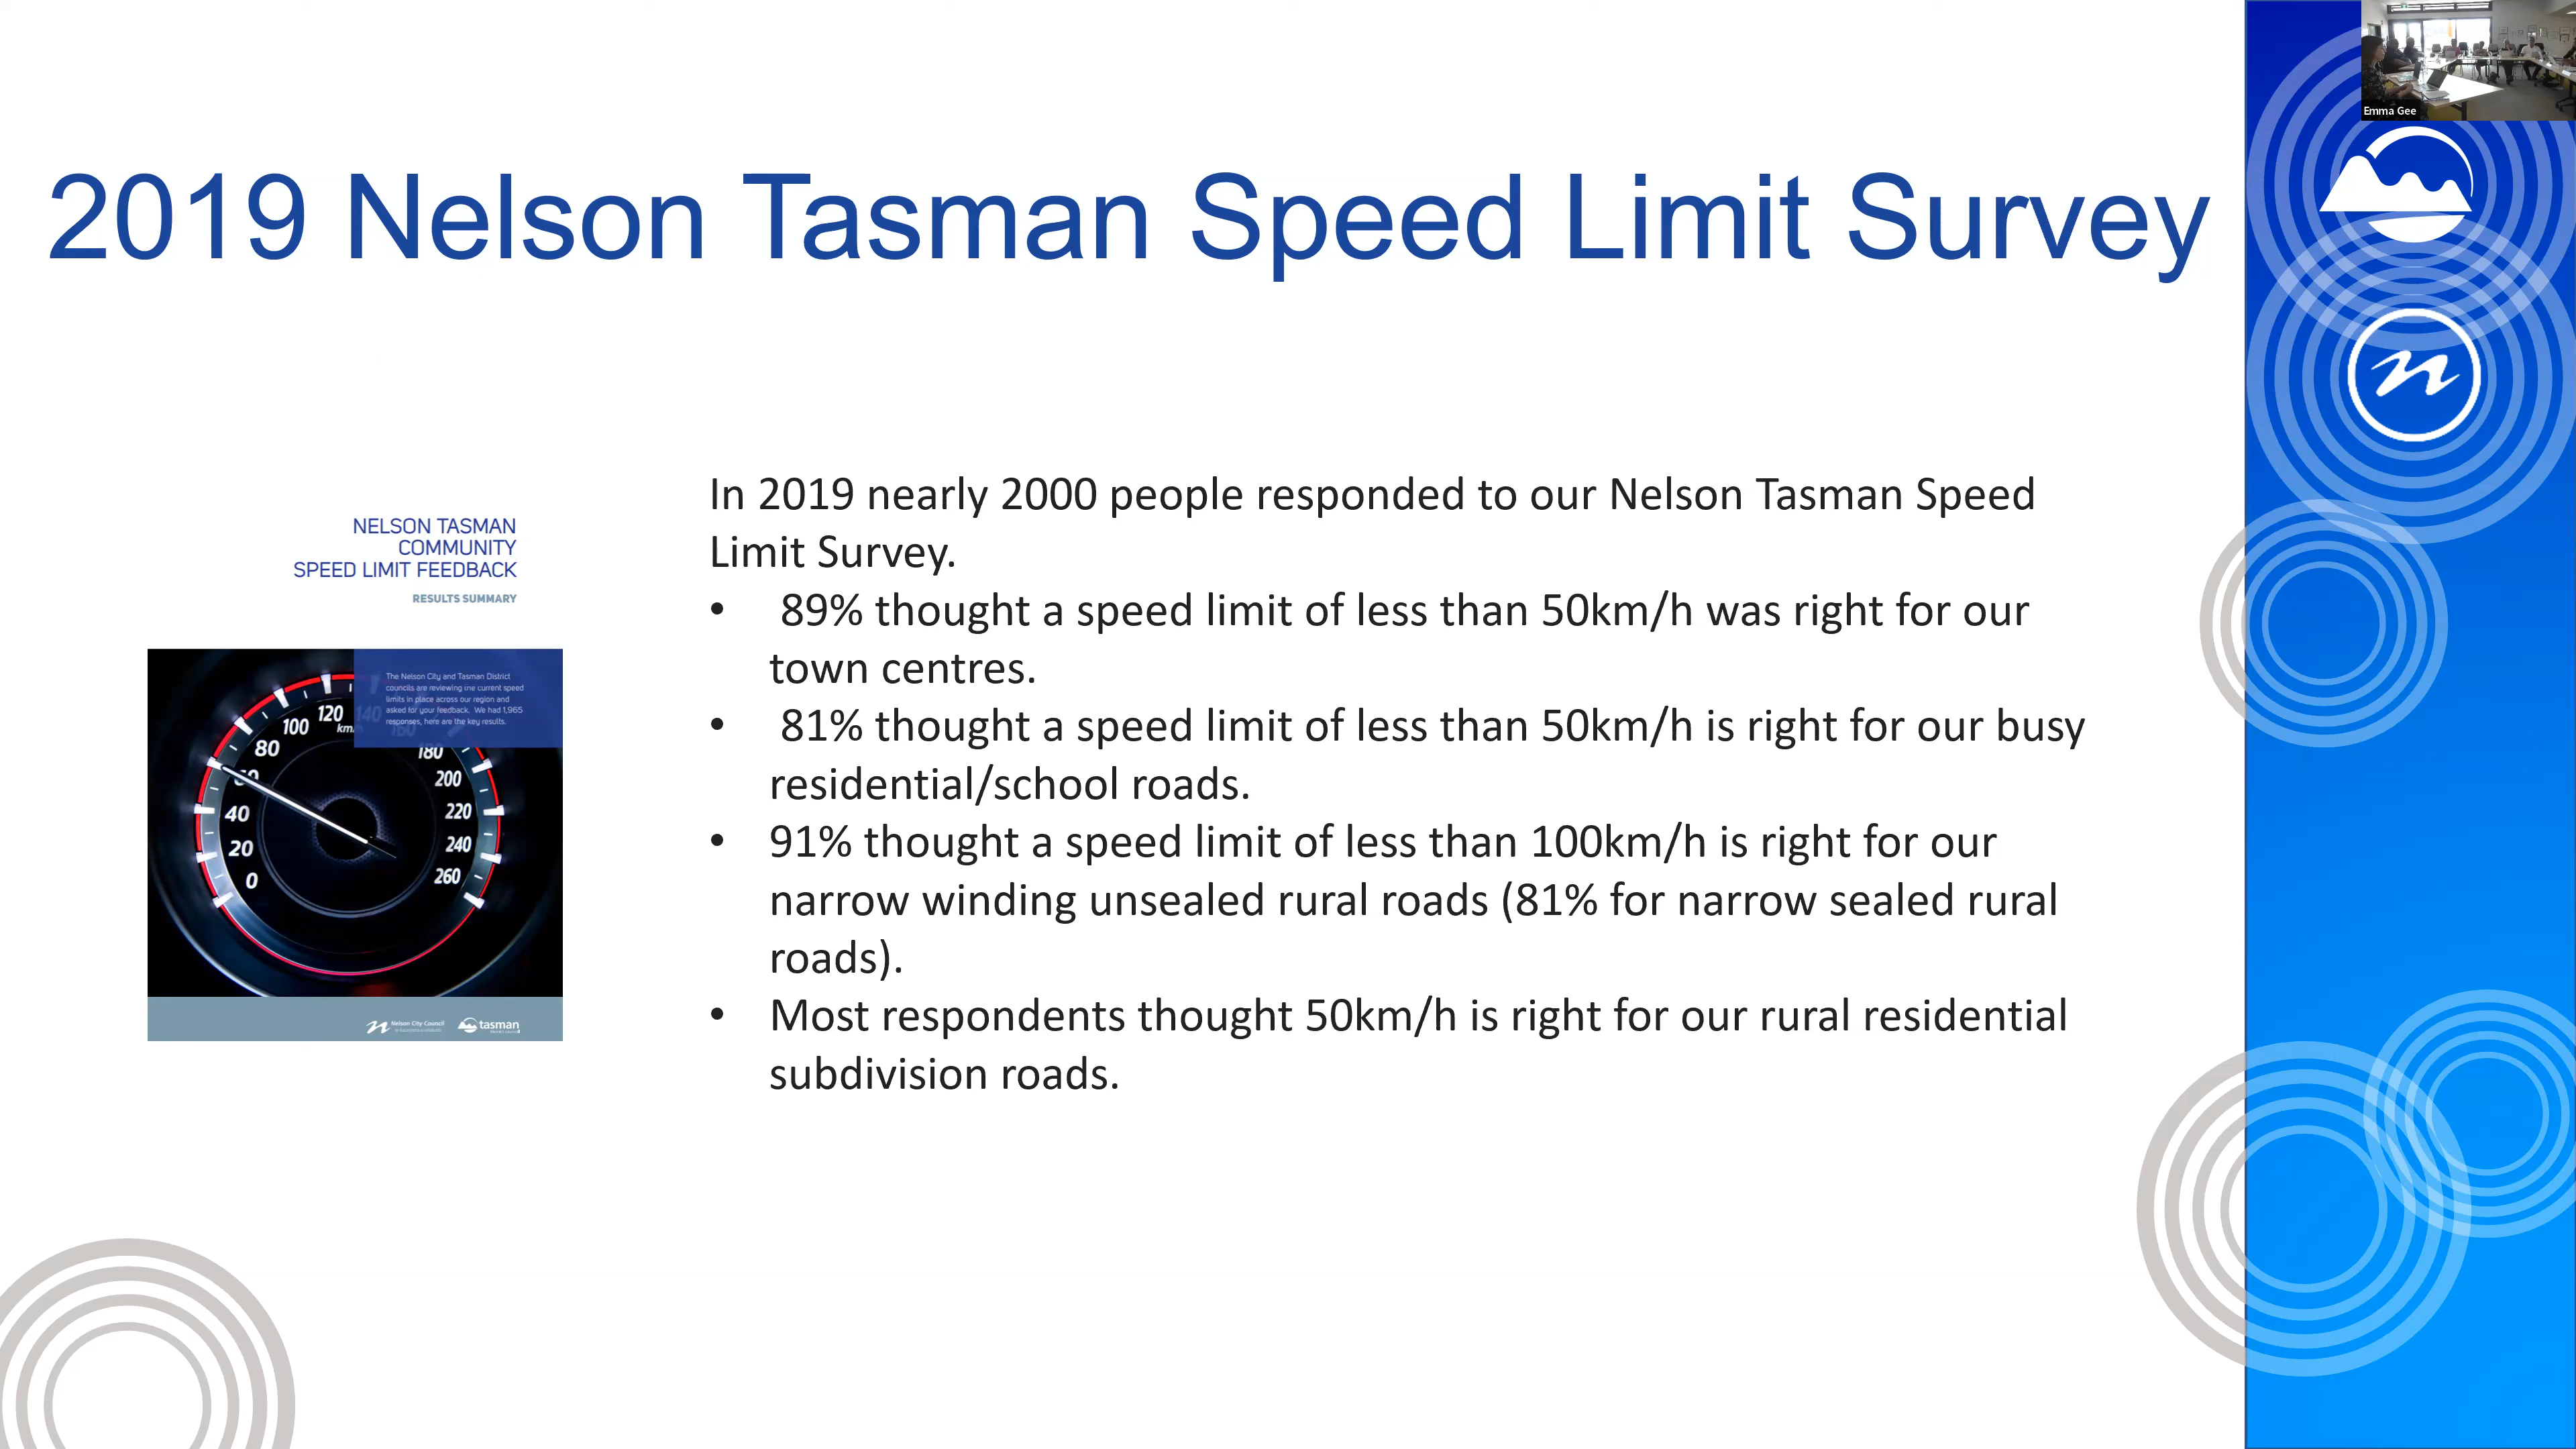 Emma Gee
2019 Nelson Tasman Speed Limit Survey
NELSON TASMAN
COMMUNITY
SPEED LIMIT FEEDBACK
RESULTS SUMMARY
The Nelson City and Tasman District
councils are reviewing the current speed
limits in place across our region and
asked for your feedback. We had 1,965
responses, here are the key results.
0
20
40
80
100
120
140
160
180
200
220
240
260
Nelson City Council
tasman
In 2019 nearly 2000 people responded to our Nelson Tasman Speed
Limit Survey.
• 89% thought a speed limit of less than 50km/h was right for our
town centres.
• 81% thought a speed limit of less than 50km/h is right for our busy
residential/school roads.
• 91% thought a speed limit of less than 100km/h is right for our
narrow winding unsealed rural roads (81% for narrow sealed rural
roads).
• Most respondents thought 50km/h is right for our rural residential
subdivision roads.
n